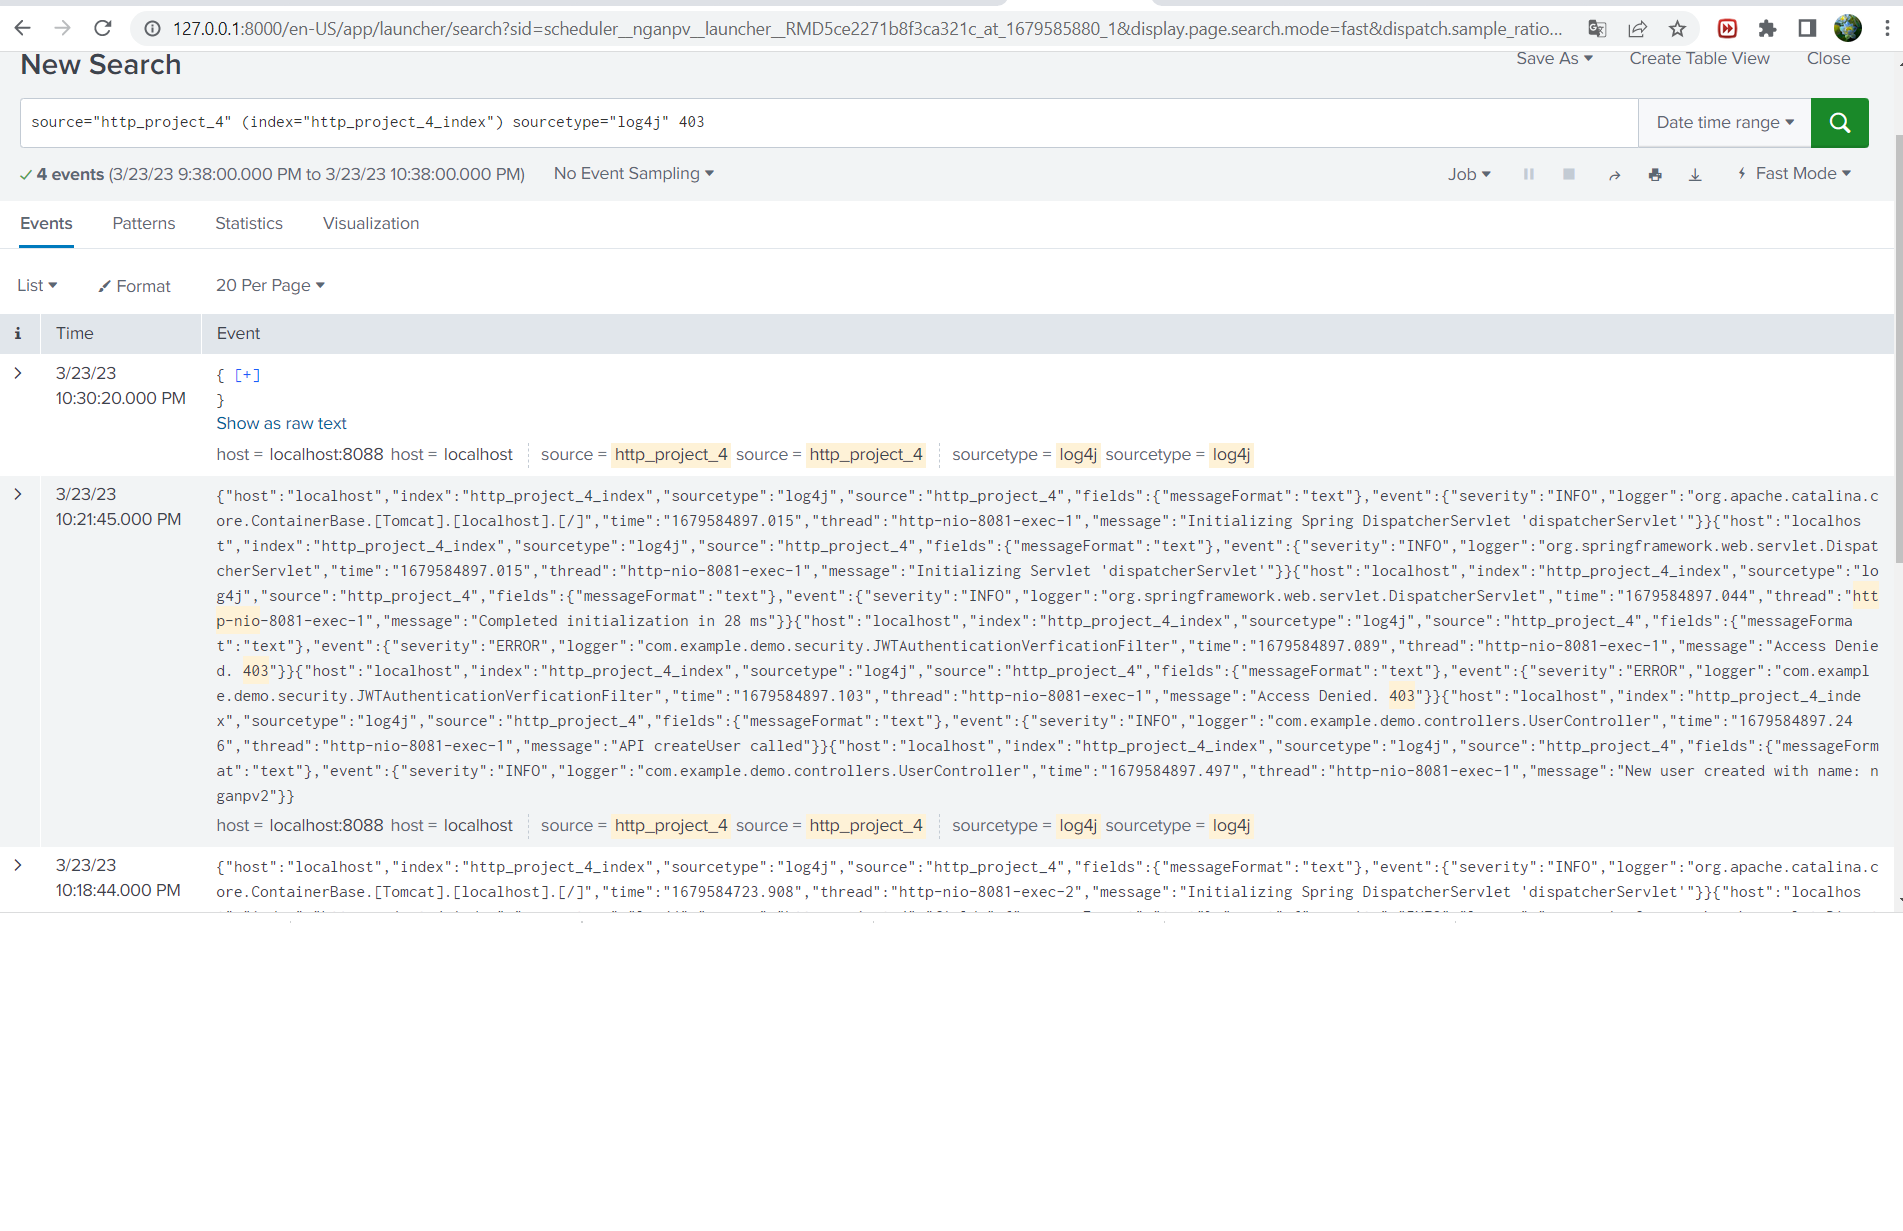 127.0.0.1:8000/en-US/app/launcher/search?sid=scheduler__nganpv__launcher__RMD5ce2271b8f3ca321c_at_1679585880_1&display.page.search.mode=fast&dispatch.sample_ratio...
New Search
Save As Create Table View Close
source="http_project_4" (index="http_project_4_index") sourcetype="log4j" 403
Date time range
4 events (3/23/23 9:38:00.000 PM to 3/23/23 10:38:00.000 PM) No Event Sampling Job Fast Mode
Events Patterns Statistics Visualization
List Format 20 Per Page
i Time Event
3/23/23
10:30:20.000 PM
{ [+]
}
Show as raw text
host = localhost:8088 host = localhost source = http_project_4 source = http_project_4 sourcetype = log4j sourcetype = log4j
3/23/23
10:21:45.000 PM
{"host":"localhost","index":"http_project_4_index","sourcetype":"log4j","source":"http_project_4","fields":{"messageFormat":"text"},"event":{"severity":"INFO","logger":"org.apache.catalina.c
ore.ContainerBase.[Tomcat].[localhost].[/]","time":"1679584897.015","thread":"http-nio-8081-exec-1","message":"Initializing Spring DispatcherServlet 'dispatcherServlet'"}}{"host":"localhos
t","index":"http_project_4_index","sourcetype":"log4j","source":"http_project_4","fields":{"messageFormat":"text"},"event":{"severity":"INFO","logger":"org.springframework.web.servlet.Dispat
cherServlet","time":"1679584897.015","thread":"http-nio-8081-exec-1","message":"Initializing Servlet 'dispatcherServlet'"}}{"host":"localhost","index":"http_project_4_index","sourcetype":"lo
g4j","source":"http_project_4","fields":{"messageFormat":"text"},"event":{"severity":"INFO","logger":"org.springframework.web.servlet.DispatcherServlet","time":"1679584897.044","thread":"htt
p-nio-8081-exec-1","message":"Completed initialization in 28 ms"}}{"host":"localhost","index":"http_project_4_index","sourcetype":"log4j","source":"http_project_4","fields":{"messageForma
t":"text"},"event":{"severity":"ERROR","logger":"com.example.demo.security.JWTAuthenticationVerficationFilter","time":"1679584897.089","thread":"http-nio-8081-exec-1","message":"Access Denie
d. 403"}}{"host":"localhost","index":"http_project_4_index","sourcetype":"log4j","source":"http_project_4","fields":{"messageFormat":"text"},"event":{"severity":"ERROR","logger":"com.exampl
e.demo.security.JWTAuthenticationVerficationFilter","time":"1679584897.103","thread":"http-nio-8081-exec-1","message":"Access Denied. 403"}}{"host":"localhost","index":"http_project_4_inde
x","sourcetype":"log4j","source":"http_project_4","fields":{"messageFormat":"text"},"event":{"severity":"INFO","logger":"com.example.demo.controllers.UserController","time":"1679584897.24
6","thread":"http-nio-8081-exec-1","message":"API createUser called"}}{"host":"localhost","index":"http_project_4_index","sourcetype":"log4j","source":"http_project_4","fields":{"messageForm
at":"text"},"event":{"severity":"INFO","logger":"com.example.demo.controllers.UserController","time":"1679584897.497","thread":"http-nio-8081-exec-1","message":"New user created with name: n
ganpv2"}}
host = localhost:8088 host = localhost source = http_project_4 source = http_project_4 sourcetype = log4j sourcetype = log4j
3/23/23
10:18:44.000 PM
{"host":"localhost","index":"http_project_4_index","sourcetype":"log4j","source":"http_project_4","fields":{"messageFormat":"text"},"event":{"severity":"INFO","logger":"org.apache.catalina.c
ore.ContainerBase.[Tomcat].[localhost].[/]","time":"1679584723.908","thread":"http-nio-8081-exec-2","message":"Initializing Spring DispatcherServlet 'dispatcherServlet'"}}{"host":"localhos